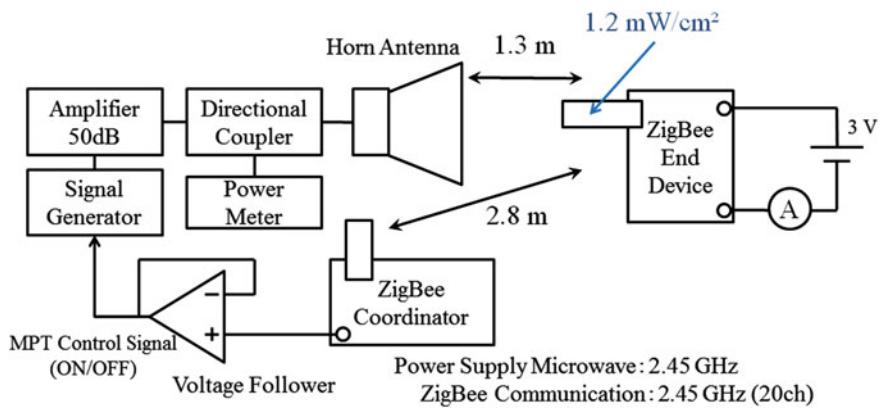 Horn Antenna
1.3 m
1.2 mW/cm²
Amplifier
50dB
Directional
Coupler
ZigBee
End
Device
3 V
Signal
Generator
Power
Meter
A
2.8 m
−
+
ZigBee
Coordinator
MPT Control Signal
(ON/OFF)
Voltage Follower
Power Supply Microwave : 2.45 GHz
ZigBee Communication : 2.45 GHz (20ch)